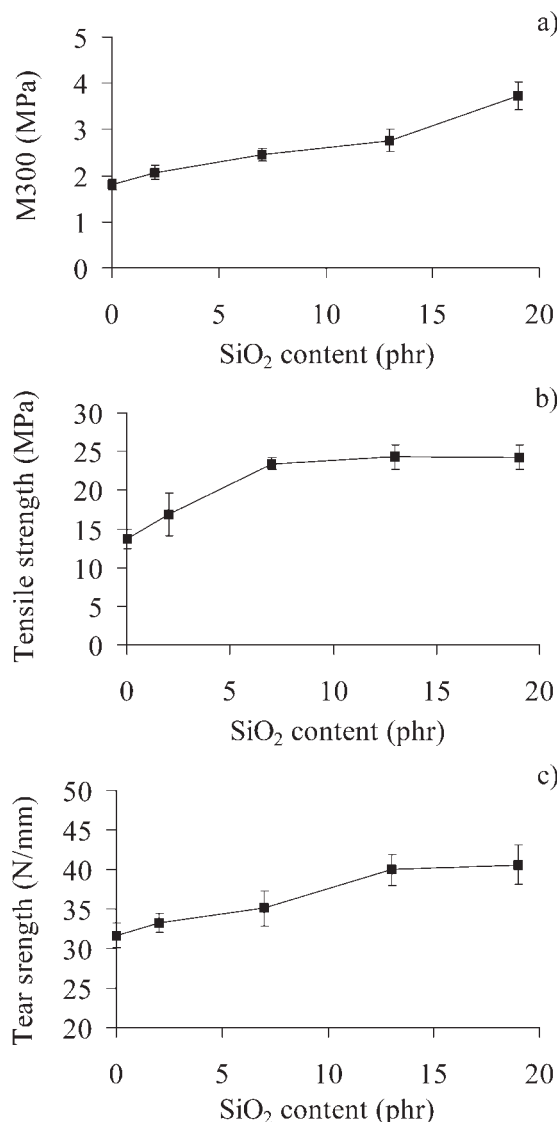 a)
M300 (MPa)
5
4
3
2
1
0
0 5 10 15 20
SiO₂ content (phr)
b)
Tensile strength (MPa)
30
25
20
15
10
5
0
0 5 10 15 20
SiO₂ content (phr)
c)
Tear srength (N/mm)
50
45
40
35
30
25
20
0 5 10 15 20
SiO₂ content (phr)